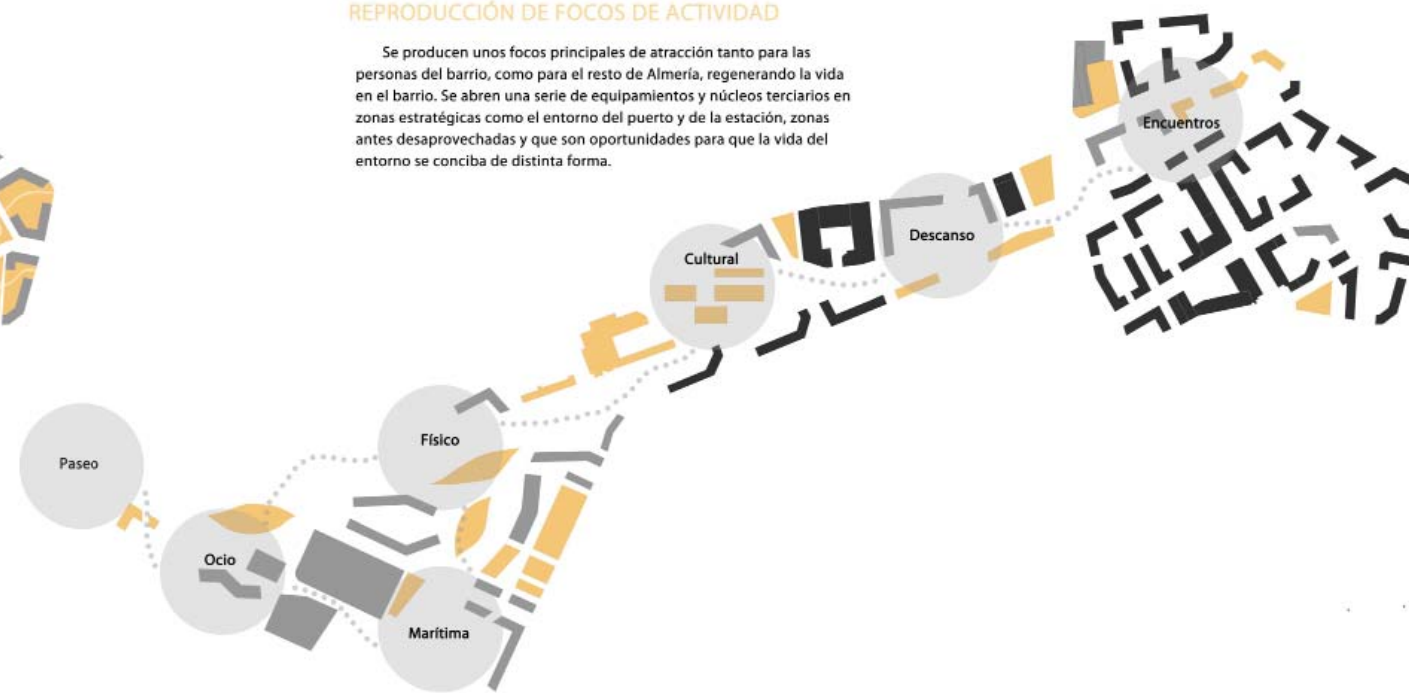 REPRODUCCIÓN DE FOCOS DE ACTIVIDAD
Se producen unos focos principales de atracción tanto para las
personas del barrio, como para el resto de Almería, regenerando la vida
en el barrio. Se abren una serie de equipamientos y núcleos terciarios en
zonas estratégicas como el entorno del puerto y de la estación, zonas
antes desaprovechadas y que son oportunidades para que la vida del
entorno se conciba de distinta forma.
Encuentros
Descanso
Cultural
Físico
Paseo
Ocio
Marítima